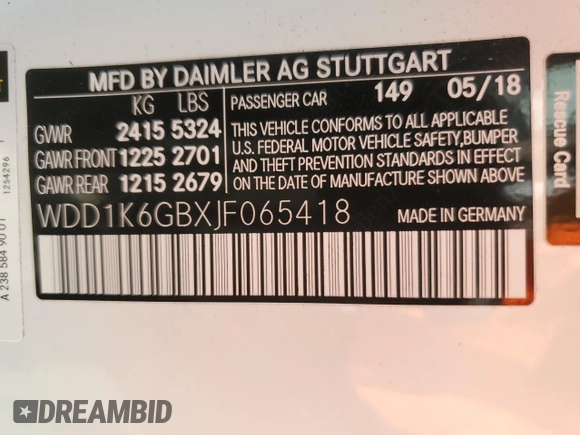 MFD BY DAIMLER AG STUTTGART
KG LBS
PASSENGER CAR 149 05/18
GVWR 2415 5324
GAWR FRONT 1225 2701
GAWR REAR 1215 2679
THIS VEHICLE CONFORMS TO ALL APPLICABLE
U.S. FEDERAL MOTOR VEHICLE SAFETY,BUMPER
AND THEFT PREVENTION STANDARDS IN EFFECT
ON THE DATE OF MANUFACTURE SHOWN ABOVE
WDD1K6GBXJF065418
MADE IN GERMANY
A 238 584 90 01
1254296
Rescue Card
DREAMBID